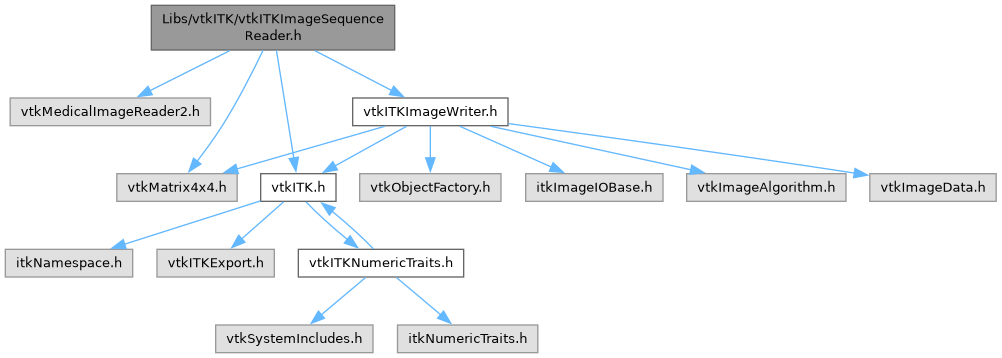 Libs/vtkITK/vtkITKImageSequence
Reader.h
vtkMedicalImageReader2.h
vtkITKImageWriter.h
vtkMatrix4x4.h
vtkITK.h
vtkObjectFactory.h
itkImageIOBase.h
vtkImageAlgorithm.h
vtkImageData.h
itkNamespace.h
vtkITKExport.h
vtkITKNumericTraits.h
vtkSystemIncludes.h
itkNumericTraits.h